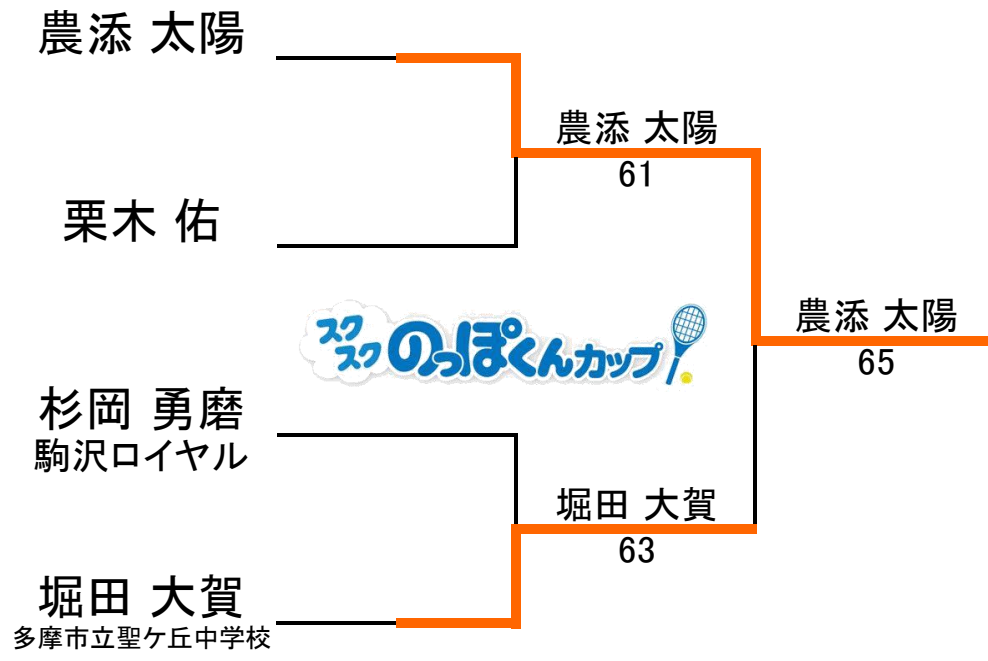 農添 太陽
農添 太陽
61
栗木 佑
スクスク のっぽくんカップ
農添 太陽
65
杉岡 勇磨
駒沢ロイヤル
堀田 大賀
63
堀田 大賀
多摩市立聖ケ丘中学校